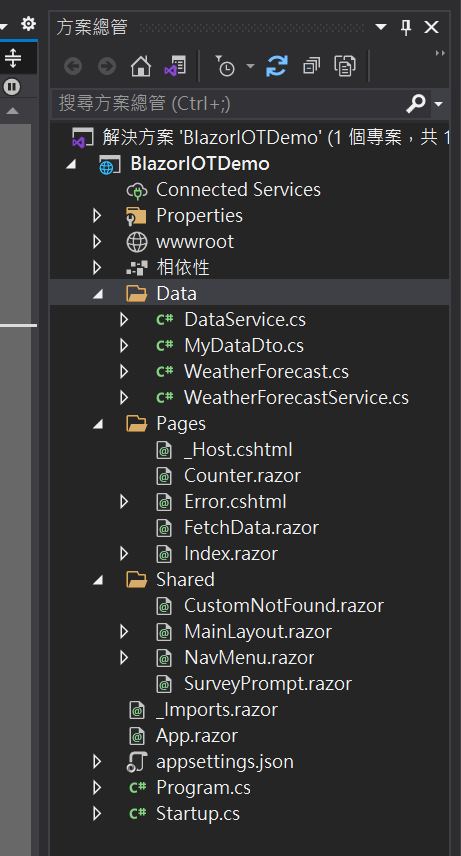 方案總管
搜尋方案總管 (Ctrl+;)
解決方案 'BlazorIOTDemo' (1 個專案，共 1
BlazorIOTDemo
Connected Services
Properties
wwwroot
相依性
Data
C# DataService.cs
C# MyDataDto.cs
C# WeatherForecast.cs
C# WeatherForecastService.cs
Pages
_Host.cshtml
Counter.razor
Error.cshtml
FetchData.razor
Index.razor
Shared
CustomNotFound.razor
MainLayout.razor
NavMenu.razor
SurveyPrompt.razor
_Imports.razor
App.razor
appsettings.json
C# Program.cs
C# Startup.cs